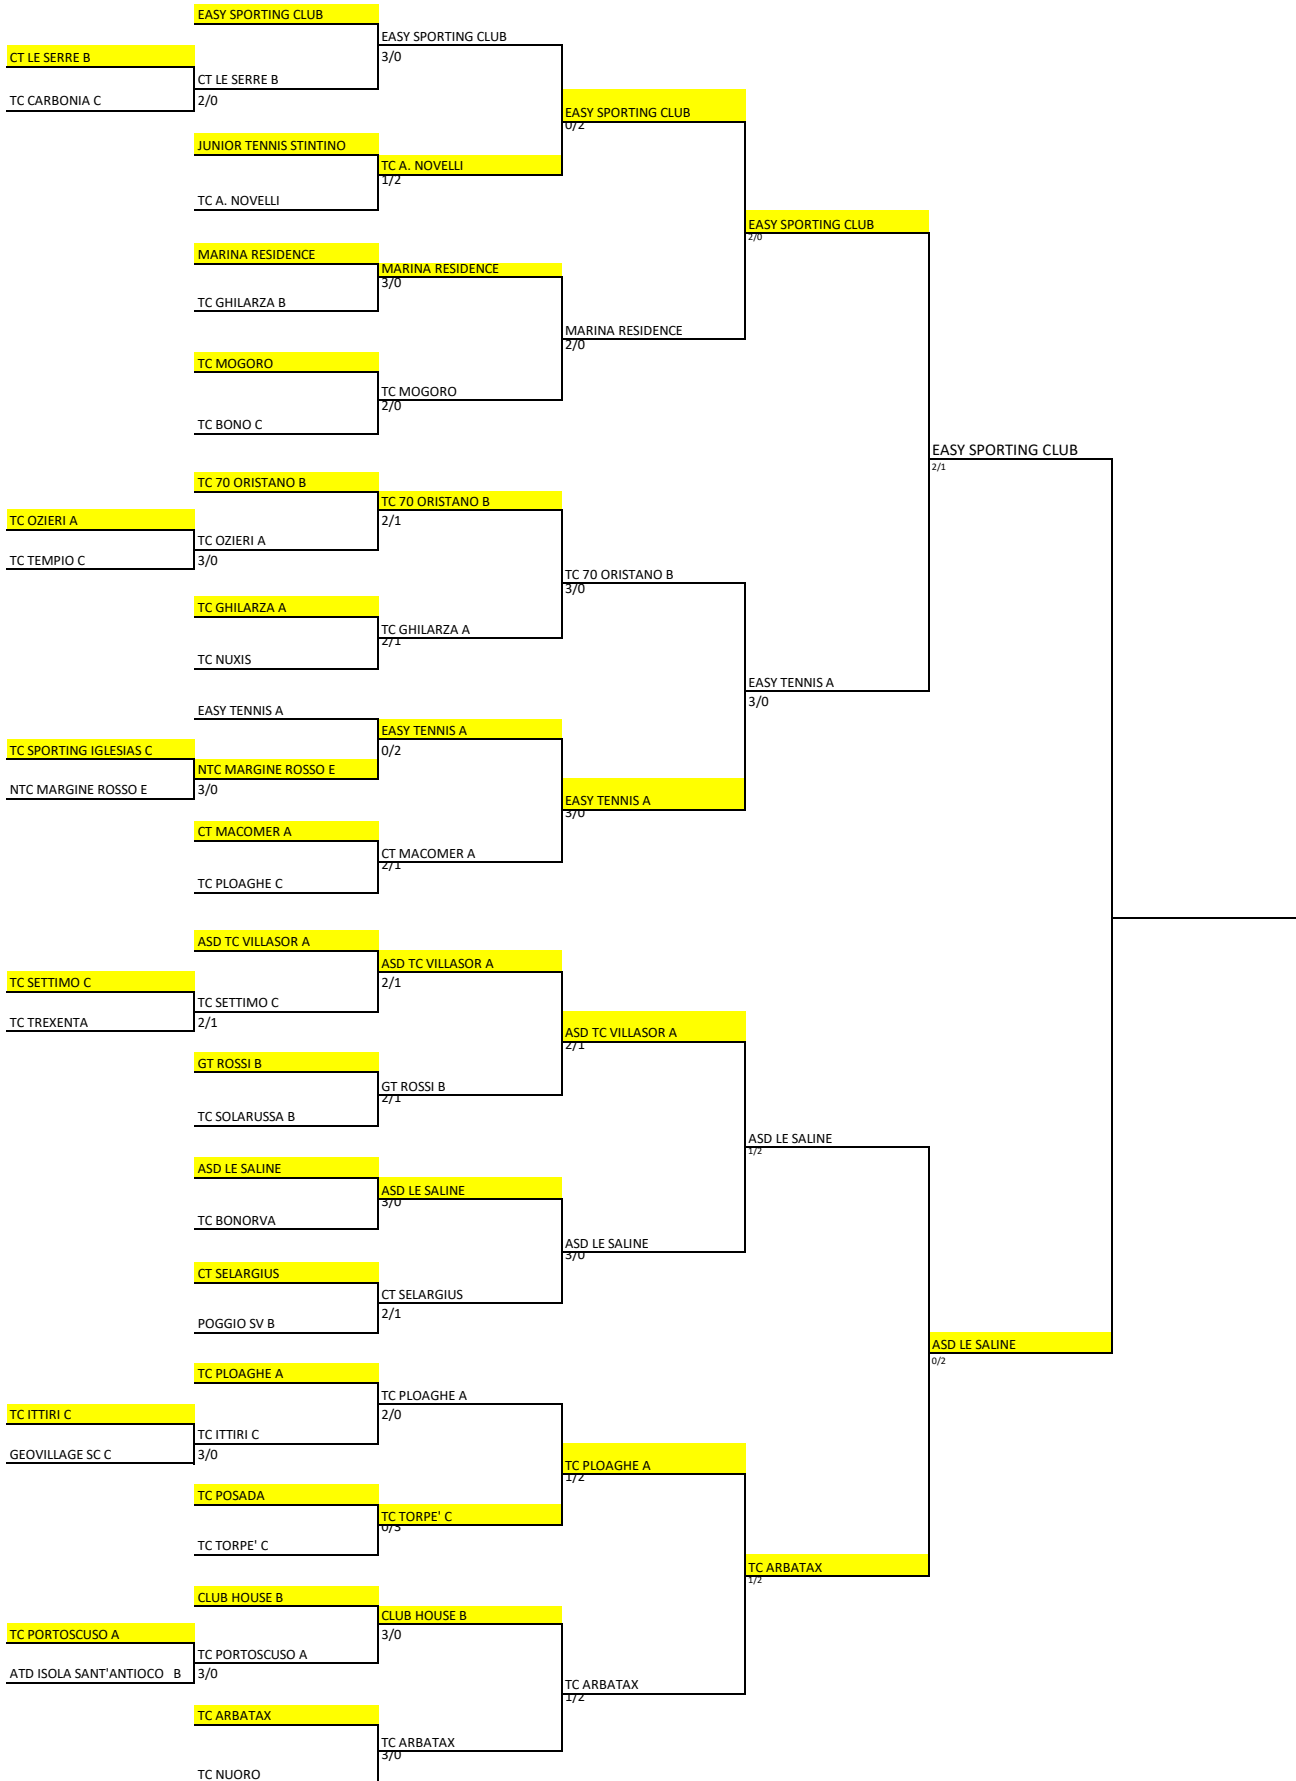 EASY SPORTING CLUB
EASY SPORTING CLUB
3/0
CT LE SERRE B
CT LE SERRE B
2/0
TC CARBONIA C
EASY SPORTING CLUB
0/2
JUNIOR TENNIS STINTINO
TC A. NOVELLI
1/2
TC A. NOVELLI
EASY SPORTING CLUB
2/0
MARINA RESIDENCE
MARINA RESIDENCE
3/0
TC GHILARZA B
MARINA RESIDENCE
2/0
TC MOGORO
TC MOGORO
2/0
TC BONO C
EASY SPORTING CLUB
2/1
TC 70 ORISTANO B
TC 70 ORISTANO B
2/1
TC OZIERI A
TC OZIERI A
3/0
TC TEMPIO C
TC 70 ORISTANO B
3/0
TC GHILARZA A
TC GHILARZA A
2/1
TC NUXIS
EASY TENNIS A
3/0
EASY TENNIS A
EASY TENNIS A
0/2
TC SPORTING IGLESIAS C
NTC MARGINE ROSSO E
3/0
NTC MARGINE ROSSO E
EASY TENNIS A
3/0
CT MACOMER A
CT MACOMER A
2/1
TC PLOAGHE C
ASD TC VILLASOR A
ASD TC VILLASOR A
2/1
TC SETTIMO C
TC SETTIMO C
2/1
TC TREXENTA
ASD TC VILLASOR A
2/1
GT ROSSI B
GT ROSSI B
2/1
TC SOLARUSSA B
ASD LE SALINE
1/2
ASD LE SALINE
ASD LE SALINE
3/0
TC BONORVA
ASD LE SALINE
3/0
CT SELARGIUS
CT SELARGIUS
2/1
POGGIO SV B
ASD LE SALINE
0/2
TC PLOAGHE A
TC PLOAGHE A
2/0
TC ITTIRI C
TC ITTIRI C
3/0
GEOVILLAGE SC C
TC PLOAGHE A
1/2
TC POSADA
TC TORPE' C
0/3
TC TORPE' C
TC ARBATAX
1/2
CLUB HOUSE B
CLUB HOUSE B
3/0
TC PORTOSCUSO A
TC PORTOSCUSO A
3/0
ATD ISOLA SANT'ANTIOCO B
TC ARBATAX
1/2
TC ARBATAX
TC ARBATAX
3/0
TC NUORO